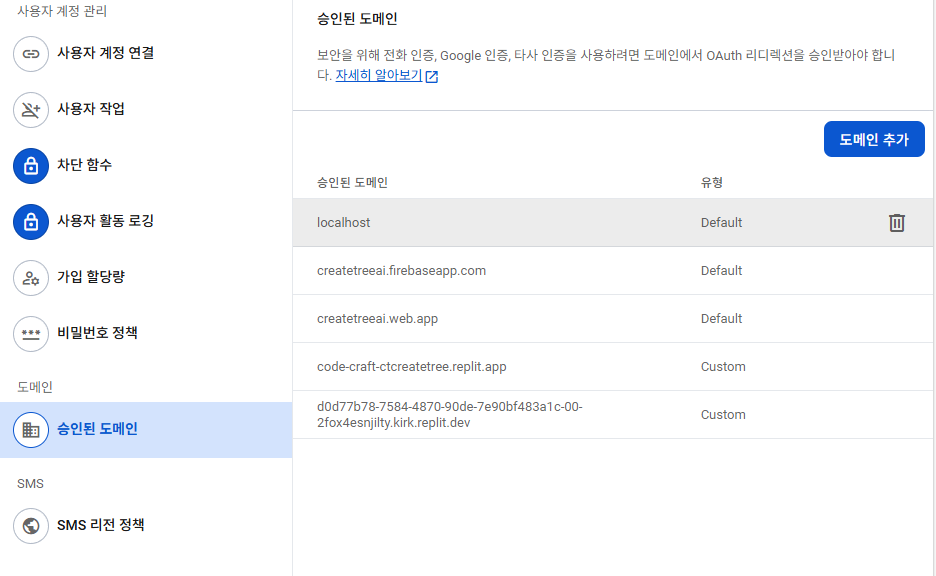 사용자 계정 관리
사용자 계정 연결
사용자 작업
차단 함수
사용자 활동 로깅
가입 할당량
비밀번호 정책
도메인
승인된 도메인
SMS
SMS 리전 정책
승인된 도메인
보안을 위해 전화 인증, Google 인증, 타사 인증을 사용하려면 도메인에서 OAuth 리디렉션을 승인받아야 합니
다. 자세히 알아보기
도메인 추가
승인된 도메인 유형
localhost Default
createtreeai.firebaseapp.com Default
createtreeai.web.app Default
code-craft-ctcreatetree.replit.app Custom
d0d77b78-7584-4870-90de-7e90bf483a1c-00-
2fox4esnjilty.kirk.replit.dev Custom